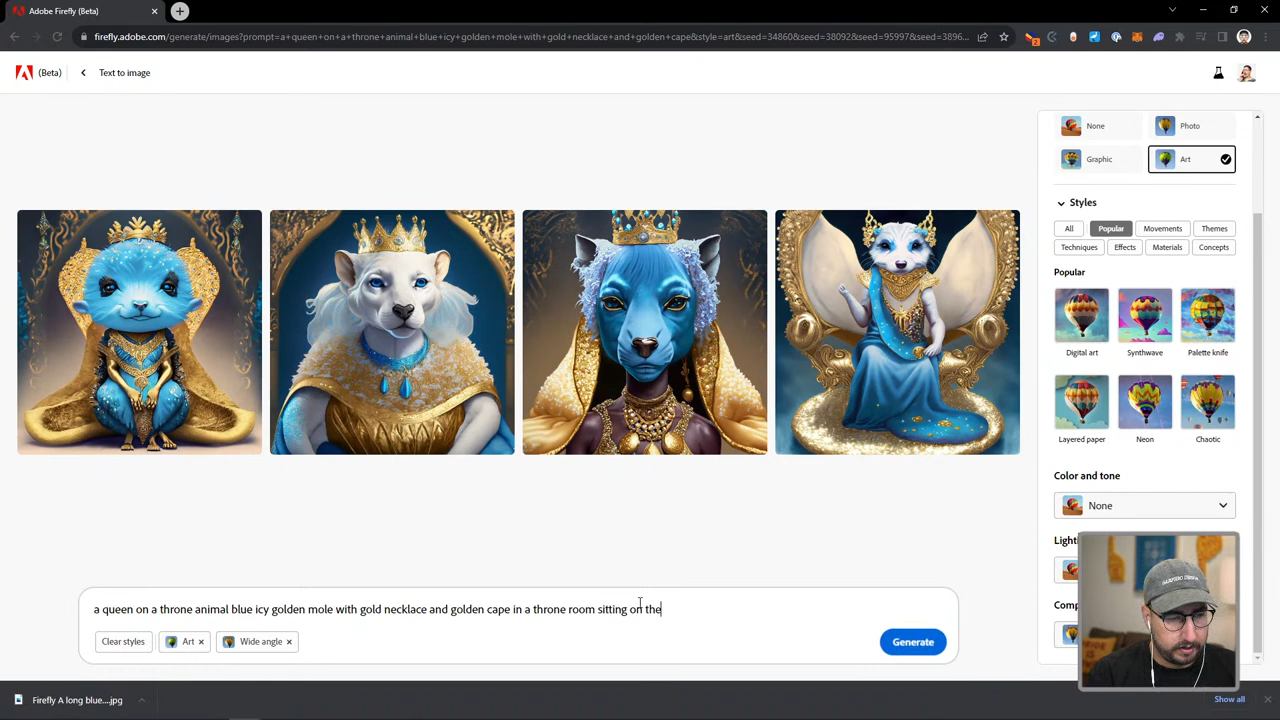 Adobe Firefly (Beta)
firefly.adobe.com/generate/images?prompt=a+queen+on+a+throne+animal+blue+icy+golden+mole+with+gold+necklace+and+golden+cape&style=art&seed=34860&seed=38092&seed=95997&seed=3896...
(Beta)
Text to image
None
Photo
Graphic
Art
Styles
All
Popular
Movements
Themes
Techniques
Effects
Materials
Concepts
Popular
Digital art
Synthwave
Palette knife
Layered paper
Neon
Chaotic
Color and tone
None
a queen on a throne animal blue icy golden mole with gold necklace and golden cape in a throne room sitting on the
Clear styles
Art
Wide angle
Generate
Firefly A long blue....jpg
Show all